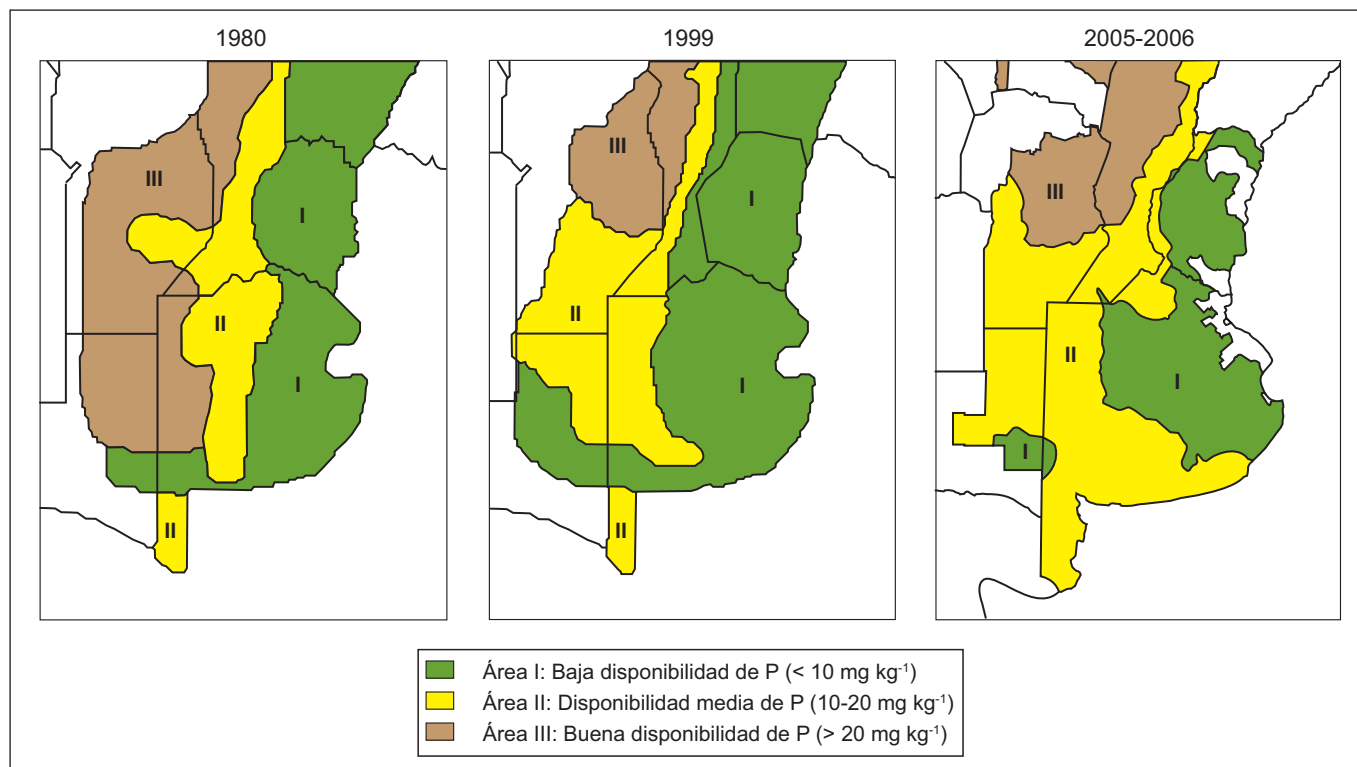 1980
1999
2005-2006
III
I
II
I
II
III
I
II
I
II
III
II
I
I
Área I: Baja disponibilidad de P (< 10 mg kg⁻¹)
Área II: Disponibilidad media de P (10-20 mg kg⁻¹)
Área III: Buena disponibilidad de P (> 20 mg kg⁻¹)